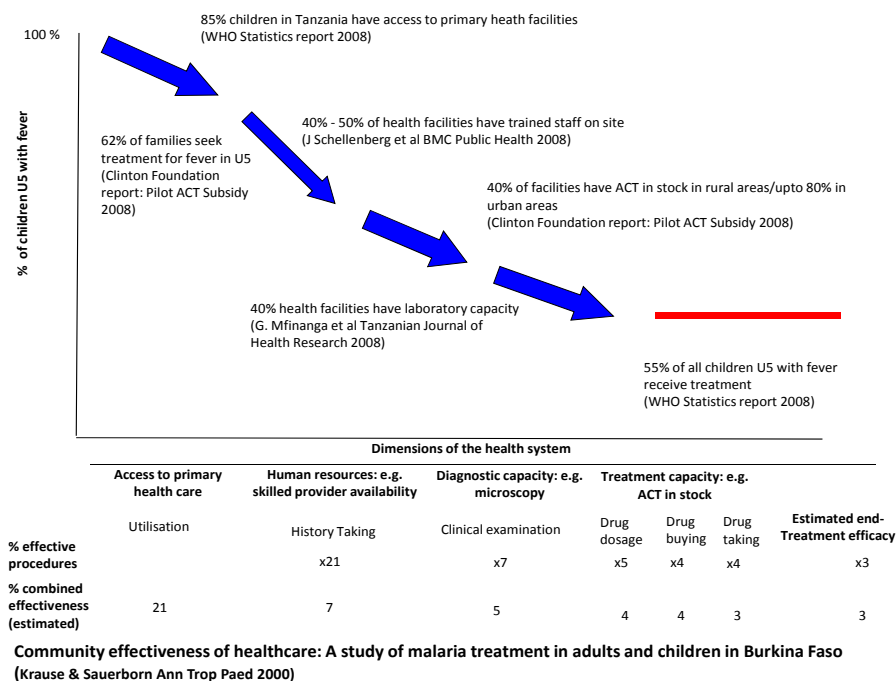 85% children in Tanzania have access to primary heath facilities
(WHO Statistics report 2008)
100 %
% of children U5 with fever
62% of families seek
treatment for fever in U5
(Clinton Foundation
report: Pilot ACT Subsidy
2008)
40% - 50% of health facilities have trained staff on site
(J Schellenberg et al BMC Public Health 2008)
40% of facilities have ACT in stock in rural areas/upto 80% in
urban areas
(Clinton Foundation report: Pilot ACT Subsidy 2008)
40% health facilities have laboratory capacity
(G. Mfinanga et al Tanzanian Journal of
Health Research 2008)
55% of all children U5 with fever
receive treatment
(WHO Statistics report 2008)
Dimensions of the health system
Access to primary
health care
Human resources: e.g.
skilled provider availability
Diagnostic capacity: e.g.
microscopy
Treatment capacity: e.g.
ACT in stock
Utilisation
History Taking
Clinical examination
Drug
dosage
Drug
buying
Drug
taking
Estimated end-
Treatment efficacy
% effective
procedures
x21
x7
x5
x4
x4
x3
% combined
effectiveness
(estimated)
21
7
5
4
4
3
3
Community effectiveness of healthcare: A study of malaria treatment in adults and children in Burkina Faso
(Krause & Sauerborn Ann Trop Paed 2000)